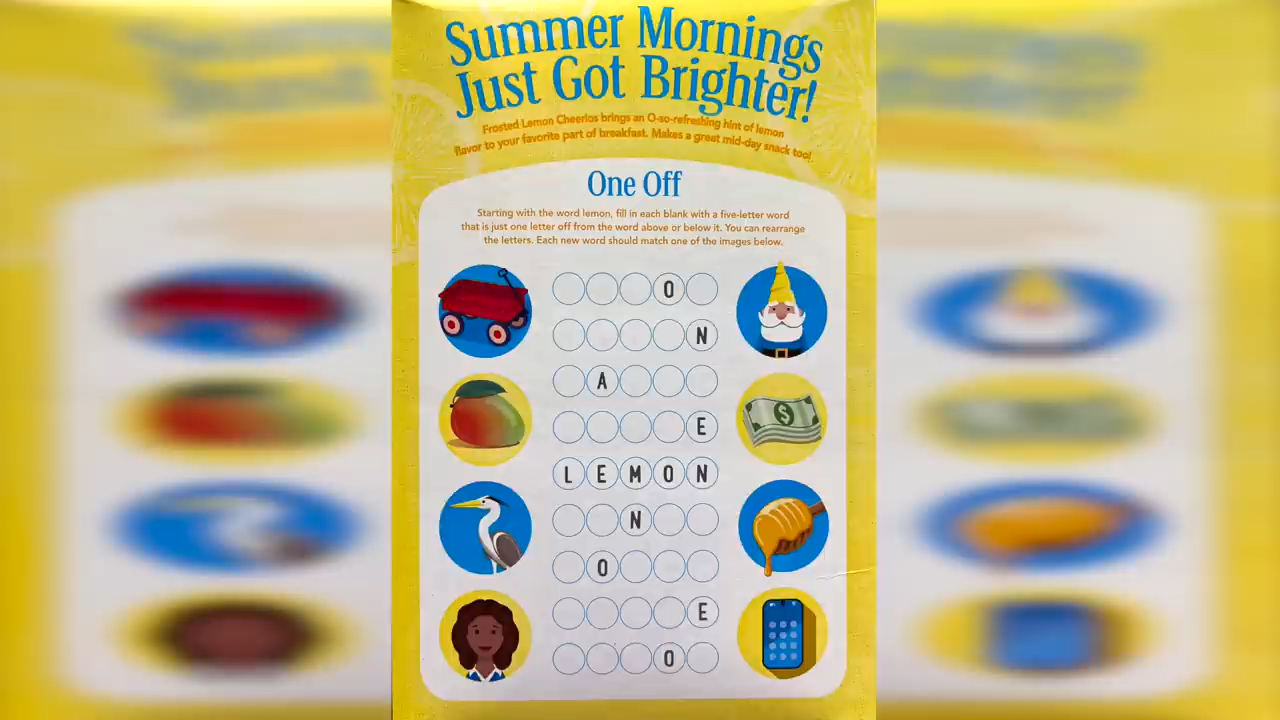 Summer Mornings
Just Got Brighter!
Frosted Lemon Cheerios brings an O-so-refreshing hint of lemon
flavor to your favorite part of breakfast. Makes a great mid-day snack too!
One Off
Starting with the word lemon, fill in each blank with a five-letter word
that is just one letter off from the word above or below it. You can rearrange
the letters. Each new word should match one of the images below.
O
N
A
E
L E M O N
N
O
E
O
$